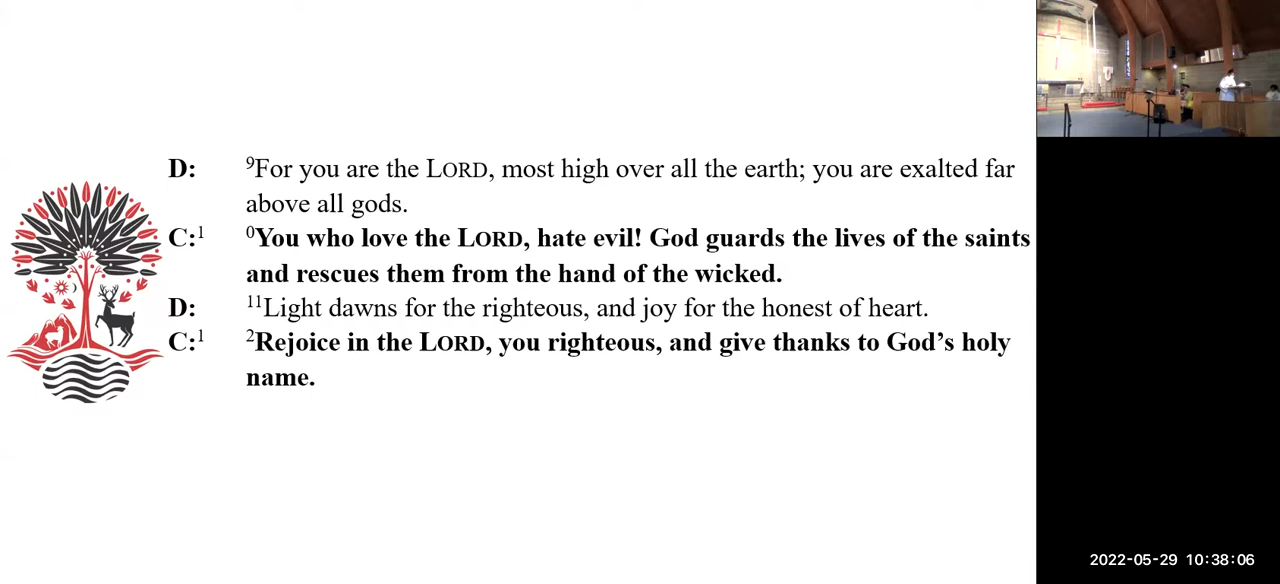 D: ⁹For you are the LORD, most high over all the earth; you are exalted far
above all gods.
C:¹ ⁰You who love the LORD, hate evil! God guards the lives of the saints
and rescues them from the hand of the wicked.
D: ¹¹Light dawns for the righteous, and joy for the honest of heart.
C:¹ ²Rejoice in the LORD, you righteous, and give thanks to God’s holy
name.
2022-05-29 10:38:06